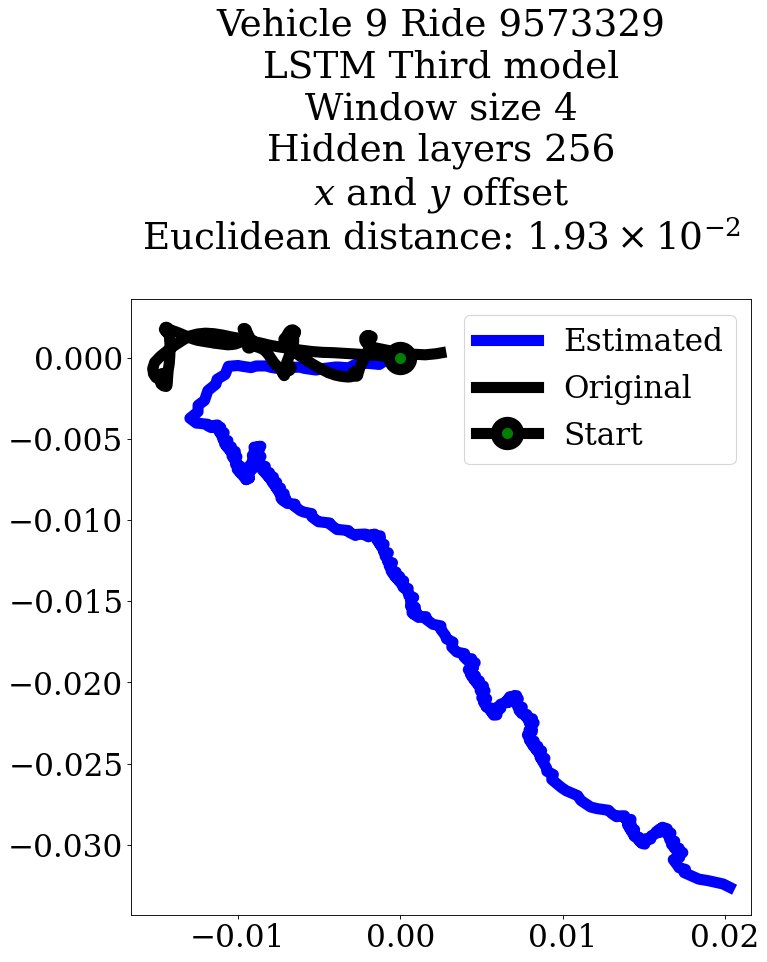 Vehicle 9 Ride 9573329
LSTM Third model
Window size 4
Hidden layers 256
x and y offset
Euclidean distance: 1.93 × 10⁻²
Estimated
Original
Start
0.000
−0.005
−0.010
−0.015
−0.020
−0.025
−0.030
−0.01 0.00 0.01 0.02